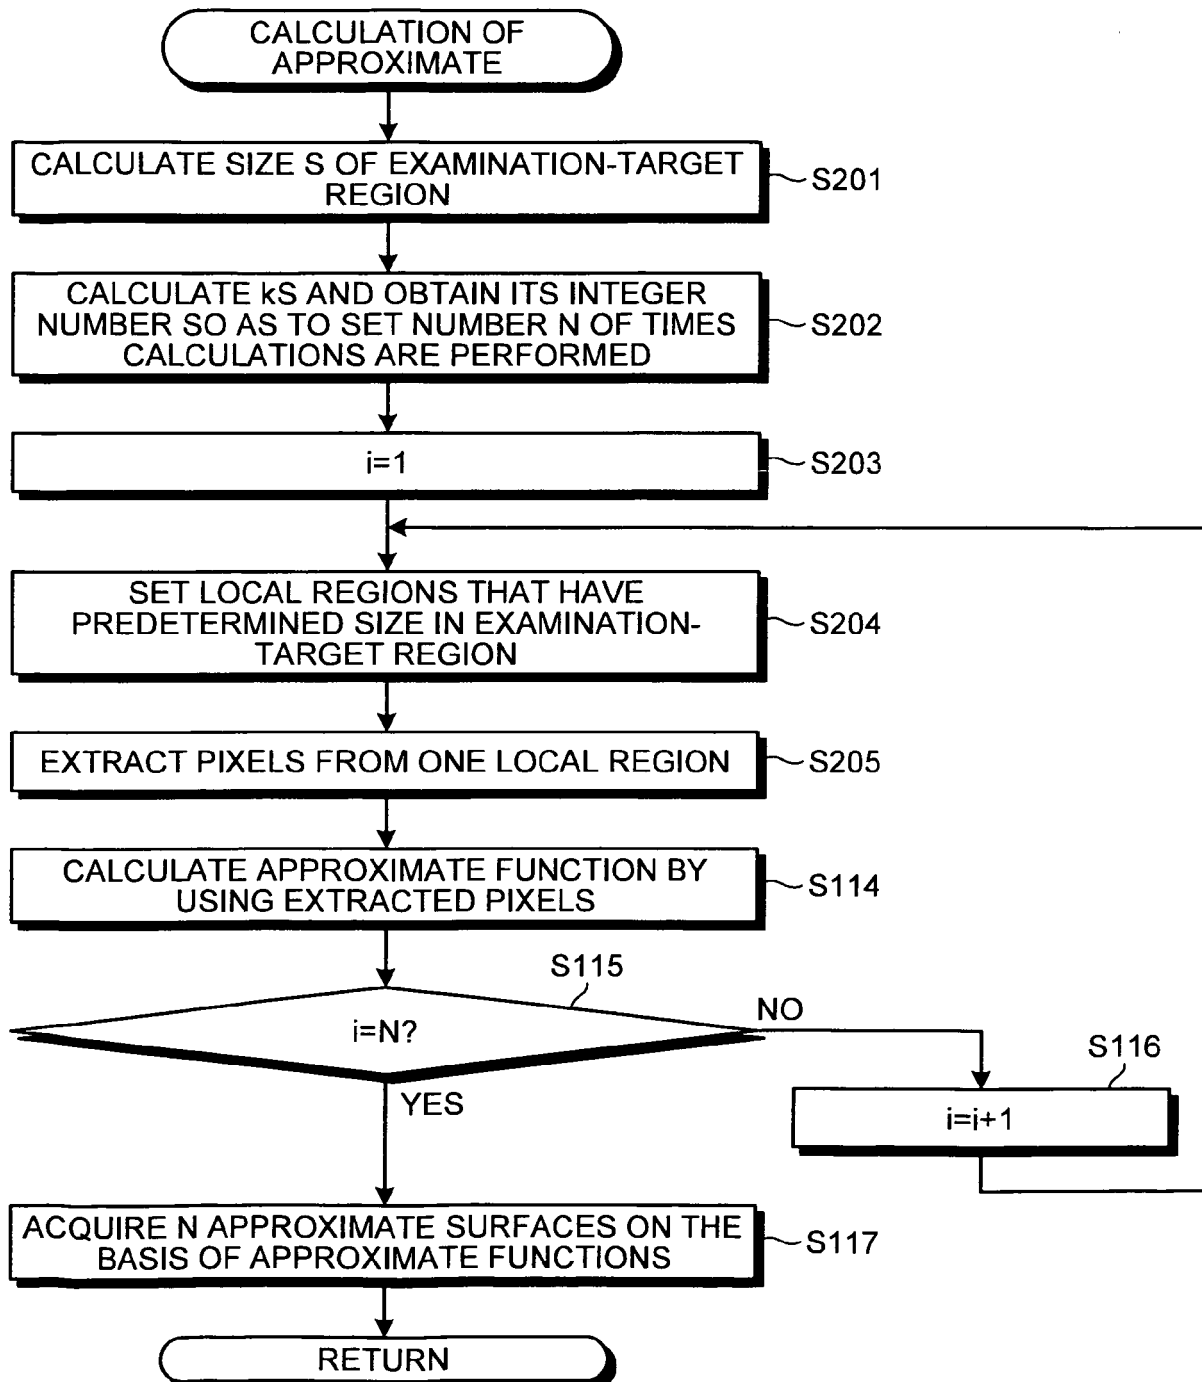 CALCULATION OF
APPROXIMATE
CALCULATE SIZE S OF EXAMINATION-TARGET
REGION
S201
CALCULATE kS AND OBTAIN ITS INTEGER
NUMBER SO AS TO SET NUMBER N OF TIMES
CALCULATIONS ARE PERFORMED
S202
i=1
S203
SET LOCAL REGIONS THAT HAVE
PREDETERMINED SIZE IN EXAMINATION-
TARGET REGION
S204
EXTRACT PIXELS FROM ONE LOCAL REGION
S205
CALCULATE APPROXIMATE FUNCTION BY
USING EXTRACTED PIXELS
S114
S115
i=N?
NO
YES
S116
i=i+1
ACQUIRE N APPROXIMATE SURFACES ON THE
BASIS OF APPROXIMATE FUNCTIONS
S117
RETURN